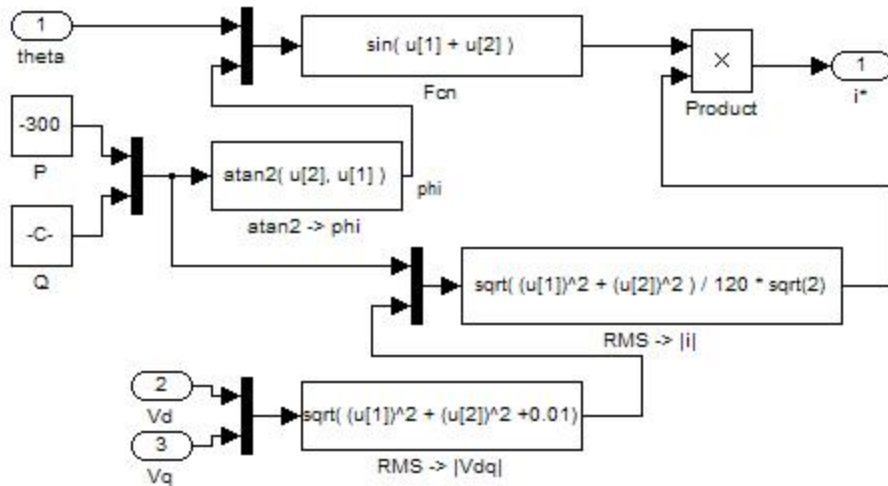 1
theta
sin( u[1] + u[2] )
Fcn
×
Product
1
i*
-300
P
atan2( u[2], u[1] )
phi
atan2 -> phi
-C-
Q
sqrt( (u[1])^2 + (u[2])^2 ) / 120 * sqrt(2)
RMS -> |i|
2
Vd
3
Vq
sqrt( (u[1])^2 + (u[2])^2 +0.01)
RMS -> |Vdq|